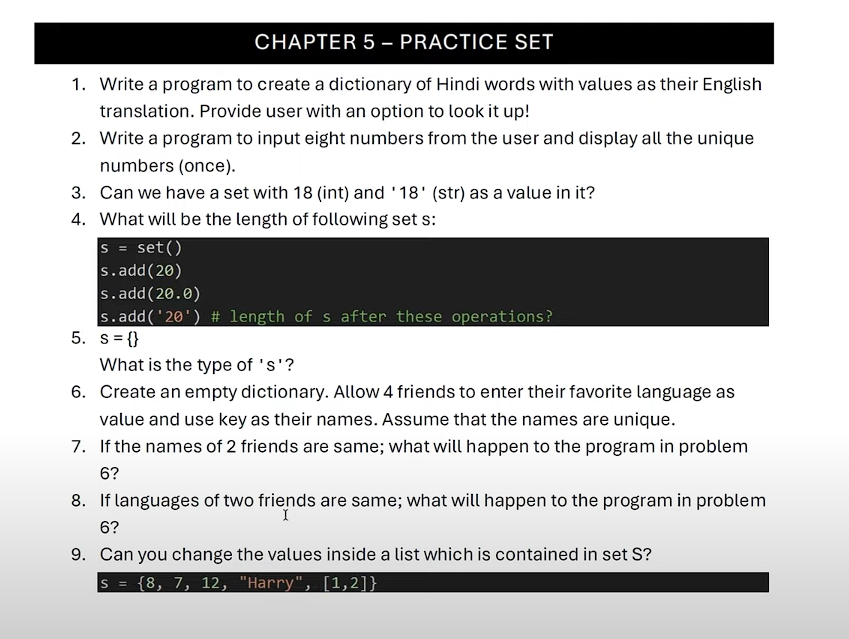 CHAPTER 5 – PRACTICE SET
1. Write a program to create a dictionary of Hindi words with values as their English
translation. Provide user with an option to look it up!
2. Write a program to input eight numbers from the user and display all the unique
numbers (once).
3. Can we have a set with 18 (int) and '18' (str) as a value in it?
4. What will be the length of following set s:
s = set()
s.add(20)
s.add(20.0)
s.add('20') # length of s after these operations?
5. s = {}
What is the type of 's'?
6. Create an empty dictionary. Allow 4 friends to enter their favorite language as
value and use key as their names. Assume that the names are unique.
7. If the names of 2 friends are same; what will happen to the program in problem
6?
8. If languages of two friends are same; what will happen to the program in problem
6?
9. Can you change the values inside a list which is contained in set S?
s = {8, 7, 12, "Harry", [1,2]}